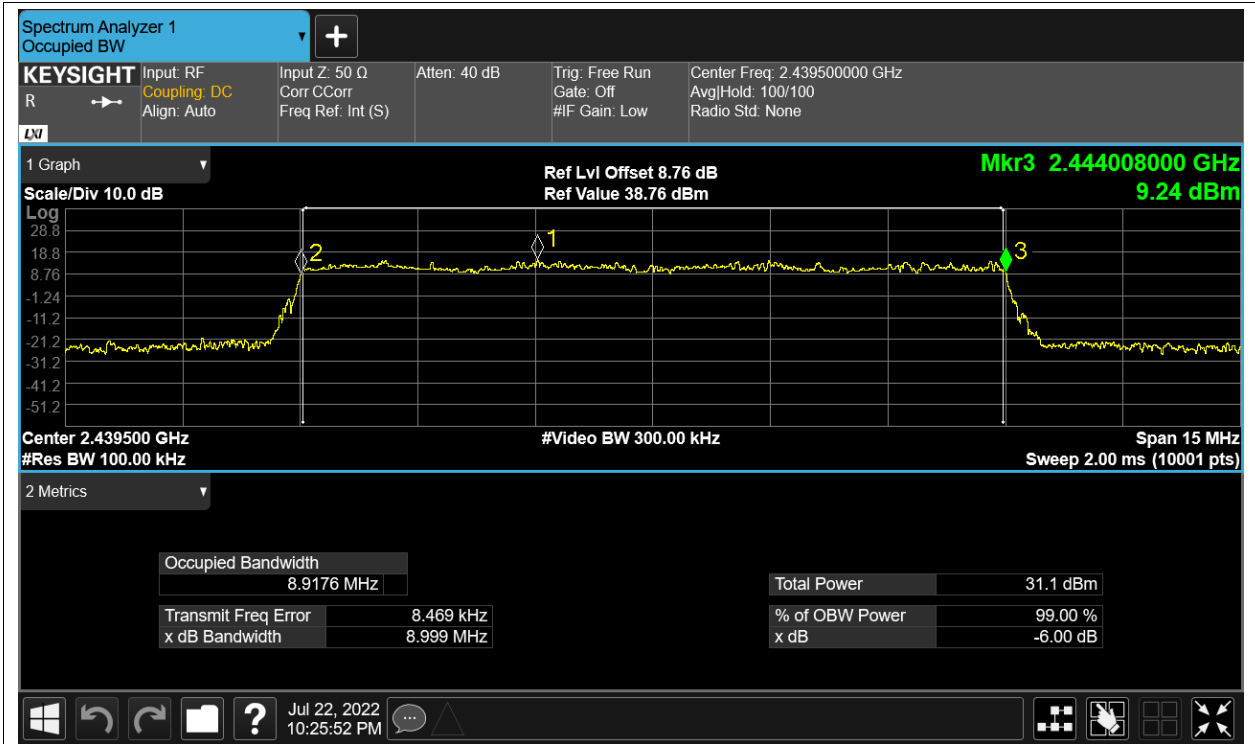 Spectrum Analyzer 1
Occupied BW
KEYSIGHT
R
LXI
Input: RF
Coupling: DC
Align: Auto
Input Z: 50 Ω
Corr CCorr
Freq Ref: Int (S)
Atten: 40 dB
Trig: Free Run
Gate: Off
#IF Gain: Low
Center Freq: 2.439500000 GHz
Avg|Hold: 100/100
Radio Std: None
1 Graph
Scale/Div 10.0 dB
Ref Lvl Offset 8.76 dB
Ref Value 38.76 dBm
Mkr3 2.444008000 GHz
9.24 dBm
Log
28.8
18.8
8.76
-1.24
-11.2
-21.2
-31.2
-41.2
-51.2
1
2
3
Center 2.439500 GHz
#Res BW 100.00 kHz
#Video BW 300.00 kHz
Span 15 MHz
Sweep 2.00 ms (10001 pts)
2 Metrics
Occupied Bandwidth
8.9176 MHz
Transmit Freq Error 8.469 kHz
x dB Bandwidth 8.999 MHz
Total Power 31.1 dBm
% of OBW Power 99.00 %
x dB -6.00 dB
?
Jul 22, 2022
10:25:52 PM